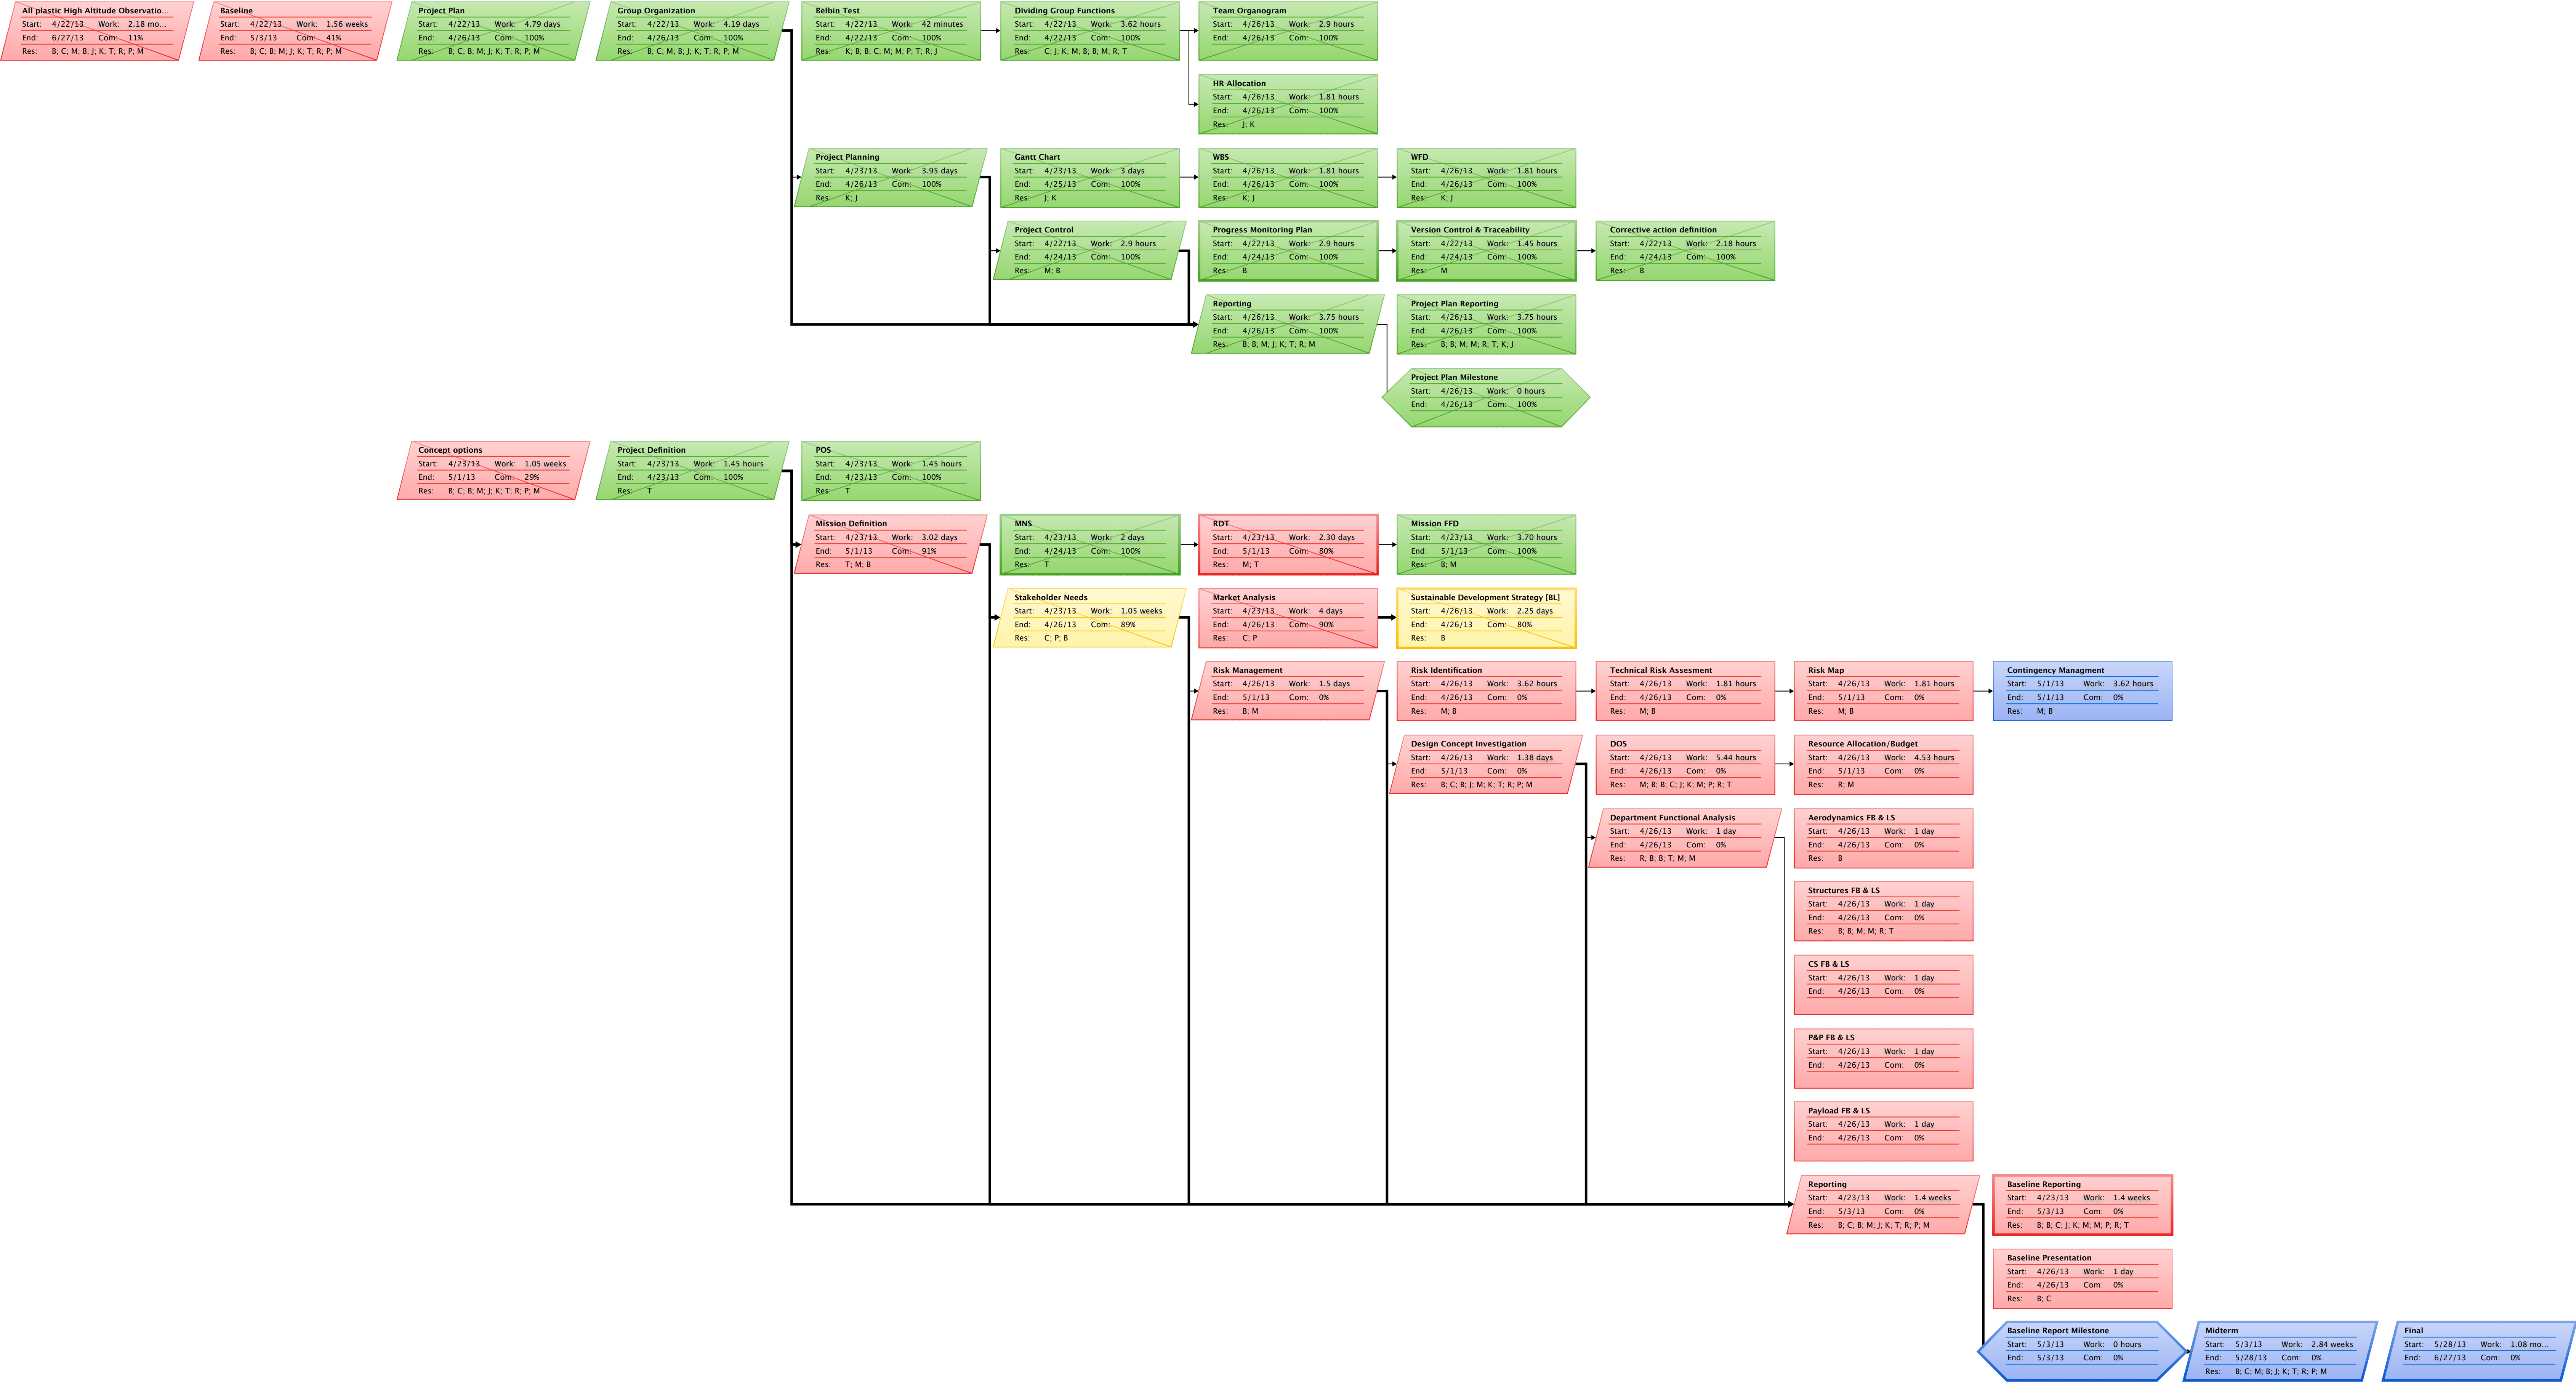 All plastic High Altitude Observatio...
Start: 4/22/13 Work: 2.18 mo...
End: 6/27/13 Com: 11%
Res: B; C; M; B; J; K; T; R; P; M
Baseline
Start: 4/22/13 Work: 1.56 weeks
End: 5/3/13 Com: 41%
Res: B; C; B; M; J; K; T; R; P; M
Project Plan
Start: 4/22/13 Work: 4.79 days
End: 4/26/13 Com: 100%
Res: B; C; B; M; J; K; T; R; P; M
Group Organization
Start: 4/22/13 Work: 4.19 days
End: 4/26/13 Com: 100%
Res: B; C; M; B; J; K; T; R; P; M
Belbin Test
Start: 4/22/13 Work: 42 minutes
End: 4/22/13 Com: 100%
Res: K; B; B; C; M; M; P; T; R; J
Dividing Group Functions
Start: 4/22/13 Work: 3.62 hours
End: 4/22/13 Com: 100%
Res: C; J; K; M; B; B; M; R; T
Team Organogram
Start: 4/26/13 Work: 2.9 hours
End: 4/26/13 Com: 100%
HR Allocation
Start: 4/26/13 Work: 1.81 hours
End: 4/26/13 Com: 100%
Res: J; K
Project Planning
Start: 4/23/13 Work: 3.95 days
End: 4/26/13 Com: 100%
Res: K; J
Gantt Chart
Start: 4/23/13 Work: 3 days
End: 4/25/13 Com: 100%
Res: J; K
WBS
Start: 4/26/13 Work: 1.81 hours
End: 4/26/13 Com: 100%
Res: K; J
WFD
Start: 4/26/13 Work: 1.81 hours
End: 4/26/13 Com: 100%
Res: K; J
Project Control
Start: 4/22/13 Work: 2.9 hours
End: 4/24/13 Com: 100%
Res: M; B
Progress Monitoring Plan
Start: 4/22/13 Work: 2.9 hours
End: 4/24/13 Com: 100%
Res: B
Version Control & Traceability
Start: 4/22/13 Work: 1.45 hours
End: 4/24/13 Com: 100%
Res: M
Corrective action definition
Start: 4/22/13 Work: 2.18 hours
End: 4/24/13 Com: 100%
Res: B
Reporting
Start: 4/26/13 Work: 3.75 hours
End: 4/26/13 Com: 100%
Res: B; B; M; J; K; T; R; M
Project Plan Reporting
Start: 4/26/13 Work: 3.75 hours
End: 4/26/13 Com: 100%
Res: B; B; M; M; R; T; K; J
Project Plan Milestone
Start: 4/26/13 Work: 0 hours
End: 4/26/13 Com: 100%
Concept options
Start: 4/23/13 Work: 1.05 weeks
End: 5/1/13 Com: 29%
Res: B; C; B; M; J; K; T; R; P; M
Project Definition
Start: 4/23/13 Work: 1.45 hours
End: 4/23/13 Com: 100%
Res: T
POS
Start: 4/23/13 Work: 1.45 hours
End: 4/23/13 Com: 100%
Res: T
Mission Definition
Start: 4/23/13 Work: 3.02 days
End: 5/1/13 Com: 91%
Res: T; M; B
MNS
Start: 4/23/13 Work: 2 days
End: 4/24/13 Com: 100%
Res: T
RDT
Start: 4/23/13 Work: 2.30 days
End: 5/1/13 Com: 80%
Res: M; T
Mission FFD
Start: 4/23/13 Work: 3.70 hours
End: 5/1/13 Com: 100%
Res: B; M
Stakeholder Needs
Start: 4/23/13 Work: 1.05 weeks
End: 4/26/13 Com: 89%
Res: C; P; B
Market Analysis
Start: 4/23/13 Work: 4 days
End: 4/26/13 Com: 90%
Res: C; P
Sustainable Development Strategy [BL]
Start: 4/26/13 Work: 2.25 days
End: 4/26/13 Com: 80%
Res: B
Risk Management
Start: 4/26/13 Work: 1.5 days
End: 5/1/13 Com: 0%
Res: B; M
Risk Identification
Start: 4/26/13 Work: 3.62 hours
End: 4/26/13 Com: 0%
Res: M; B
Technical Risk Assesment
Start: 4/26/13 Work: 1.81 hours
End: 4/26/13 Com: 0%
Res: M; B
Risk Map
Start: 4/26/13 Work: 1.81 hours
End: 5/1/13 Com: 0%
Res: M; B
Contingency Managment
Start: 5/1/13 Work: 3.62 hours
End: 5/1/13 Com: 0%
Res: M; B
Design Concept Investigation
Start: 4/26/13 Work: 1.38 days
End: 5/1/13 Com: 0%
Res: B; C; B; J; M; K; T; R; P; M
DOS
Start: 4/26/13 Work: 5.44 hours
End: 4/26/13 Com: 0%
Res: M; B; B; C; J; K; M; P; R; T
Resource Allocation/Budget
Start: 4/26/13 Work: 4.53 hours
End: 5/1/13 Com: 0%
Res: R; M
Department Functional Analysis
Start: 4/26/13 Work: 1 day
End: 4/26/13 Com: 0%
Res: R; B; B; T; M; M
Aerodynamics FB & LS
Start: 4/26/13 Work: 1 day
End: 4/26/13 Com: 0%
Res: B
Structures FB & LS
Start: 4/26/13 Work: 1 day
End: 4/26/13 Com: 0%
Res: B; B; M; M; R; T
CS FB & LS
Start: 4/26/13 Work: 1 day
End: 4/26/13 Com: 0%
P&P FB & LS
Start: 4/26/13 Work: 1 day
End: 4/26/13 Com: 0%
Payload FB & LS
Start: 4/26/13 Work: 1 day
End: 4/26/13 Com: 0%
Reporting
Start: 4/23/13 Work: 1.4 weeks
End: 5/3/13 Com: 0%
Res: B; C; B; M; J; K; T; R; P; M
Baseline Reporting
Start: 4/23/13 Work: 1.4 weeks
End: 5/3/13 Com: 0%
Res: B; B; C; J; K; M; M; P; R; T
Baseline Presentation
Start: 4/26/13 Work: 1 day
End: 4/26/13 Com: 0%
Res: B; C
Baseline Report Milestone
Start: 5/3/13 Work: 0 hours
End: 5/3/13 Com: 0%
Midterm
Start: 5/3/13 Work: 2.84 weeks
End: 5/28/13 Com: 0%
Res: B; C; M; B; J; K; T; R; P; M
Final
Start: 5/28/13 Work: 1.08 mo...
End: 6/27/13 Com: 0%